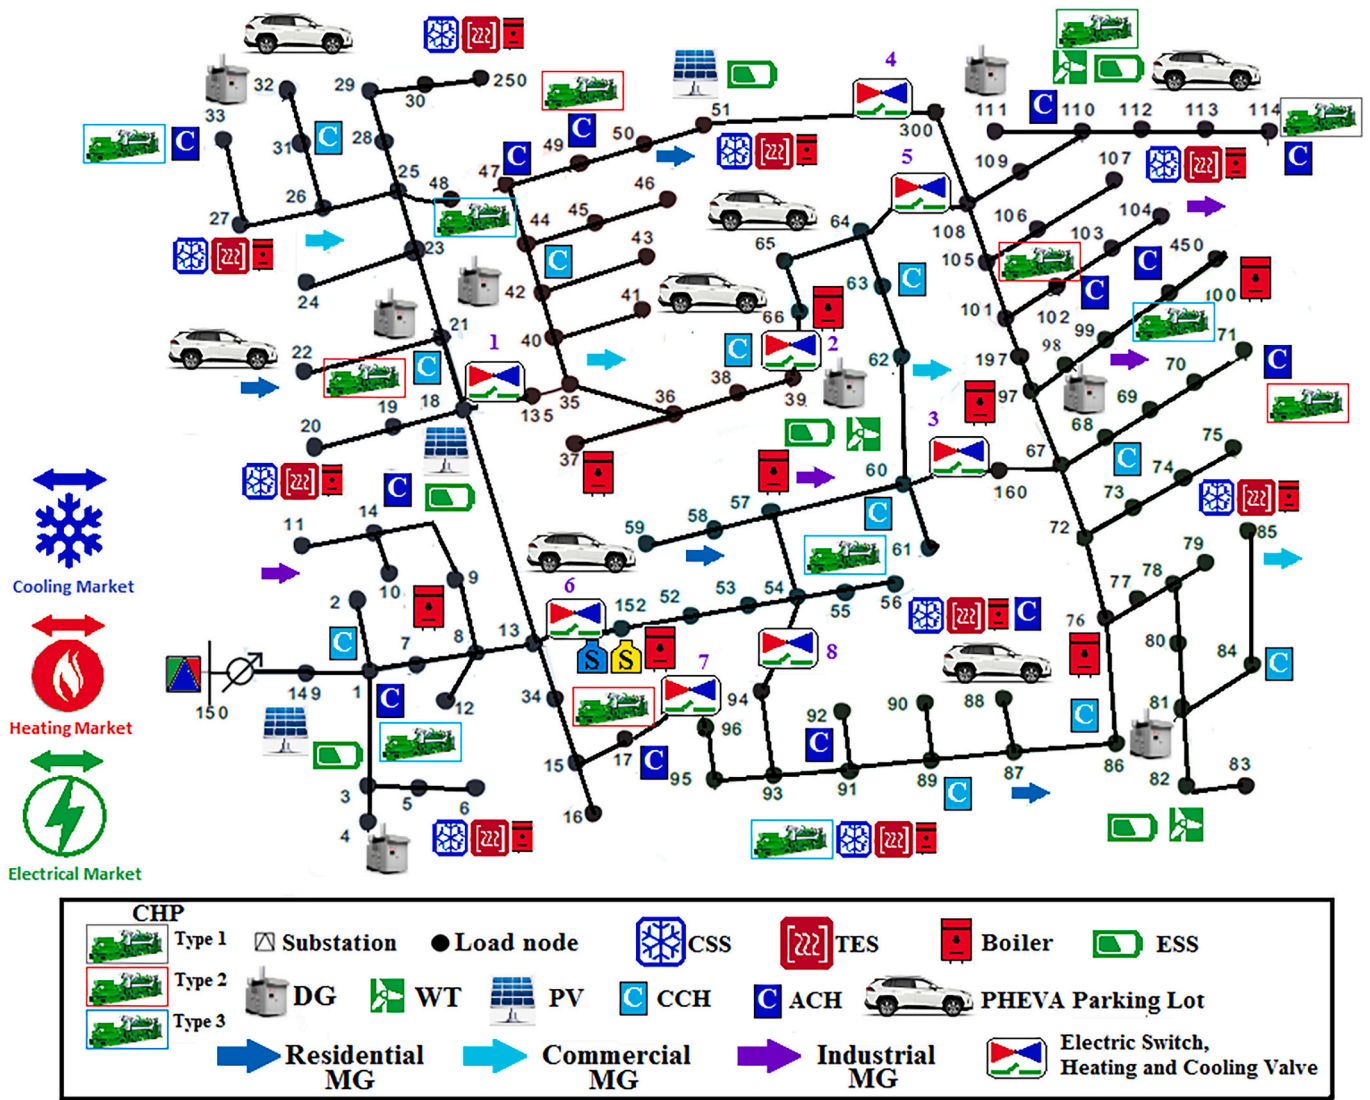 4
32
29
30
250
51
111
110
112
113
114
33
C
31
C
28
C
49
50
300
C
C
25
47
C
5
109
107
27
26
48
46
44
45
64
108
106
104
23
65
43
63
C
105
103
450
C
24
42
C
41
66
101
C
102
100
21
40
2
62
99
71
22
1
C
197
98
70
C
18
C
19
135
35
36
38
39
97
69
20
3
67
68
C
75
37
60
160
74
C
57
C
73
11
14
59
58
61
72
85
Cooling Market
10
9
6
54
56
79
2
152
52
53
55
77
78
C
7
8
13
S
S
8
76
80
84
C
150
149
1
C
12
34
7
94
C
81
Heating Market
96
92
C
90
88
15
17
C
86
3
5
6
95
93
91
89
C
87
82
83
4
16
Electrical Market
CHP
Type 1
Substation
Load node
CSS
TES
Boiler
ESS
Type 2
DG
WT
PV
C
CCH
C
ACH
PHEVA Parking Lot
Type 3
Residential
MG
Commercial
MG
Industrial
MG
Electric Switch,
Heating and Cooling Valve